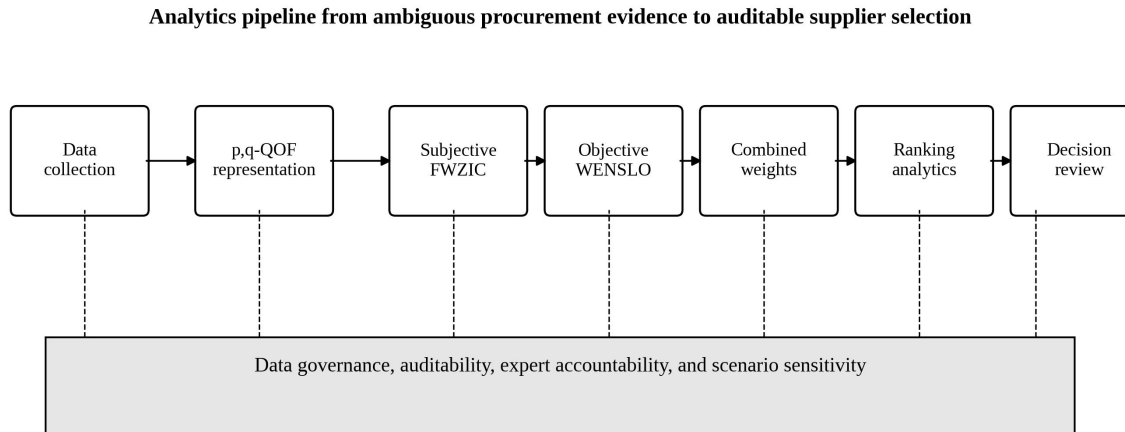 Analytics pipeline from ambiguous procurement evidence to auditable supplier selection
Data
collection
p,q-QOF
representation
Subjective
FWZIC
Objective
WENSLO
Combined
weights
Ranking
analytics
Decision
review
Data governance, auditability, expert accountability, and scenario sensitivity